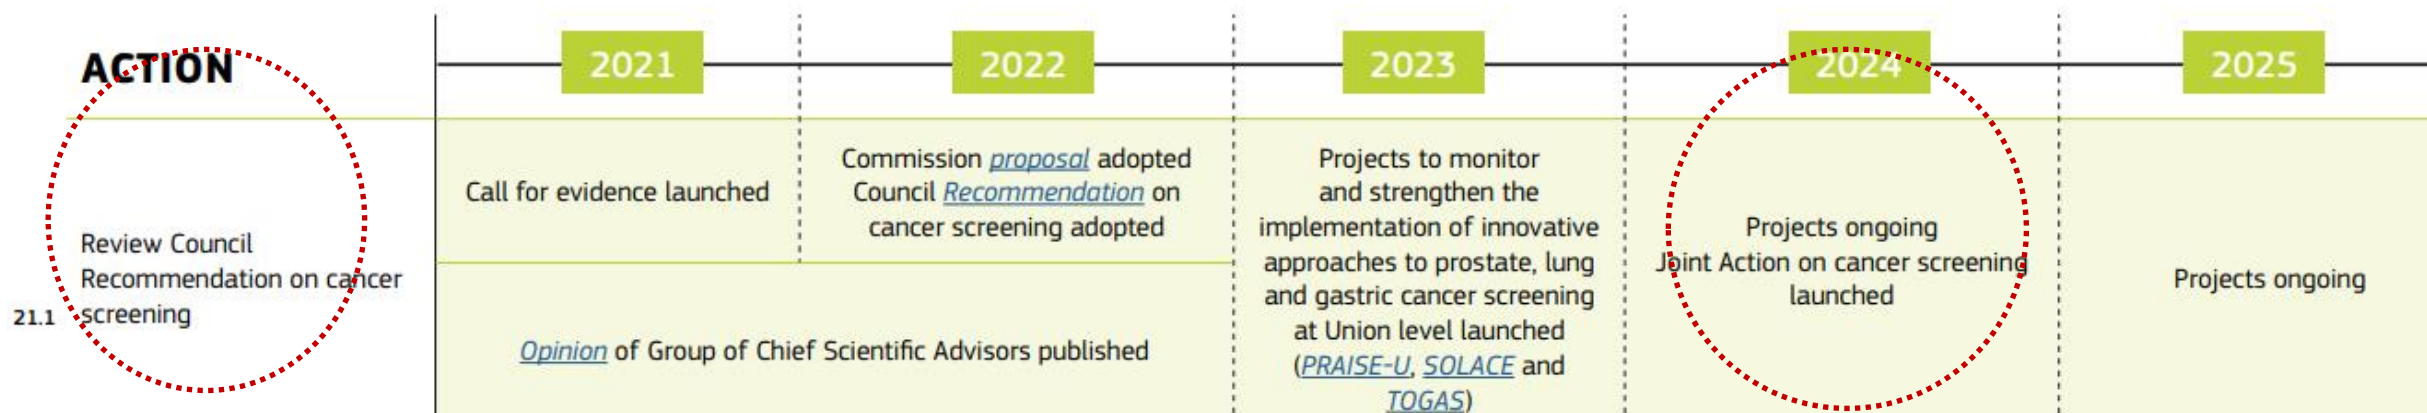 ACTION
2021
2022
2023
2024
2025
21.1
Review Council
Recommendation on cancer
screening
Call for evidence launched
Commission proposal adopted
Council Recommendation on
cancer screening adopted
Opinion of Group of Chief Scientific Advisors published
Projects to monitor
and strengthen the
implementation of innovative
approaches to prostate, lung
and gastric cancer screening
at Union level launched
(PRAISE-U, SOLACE and
TOGAS)
Projects ongoing
Joint Action on cancer screening
launched
Projects ongoing